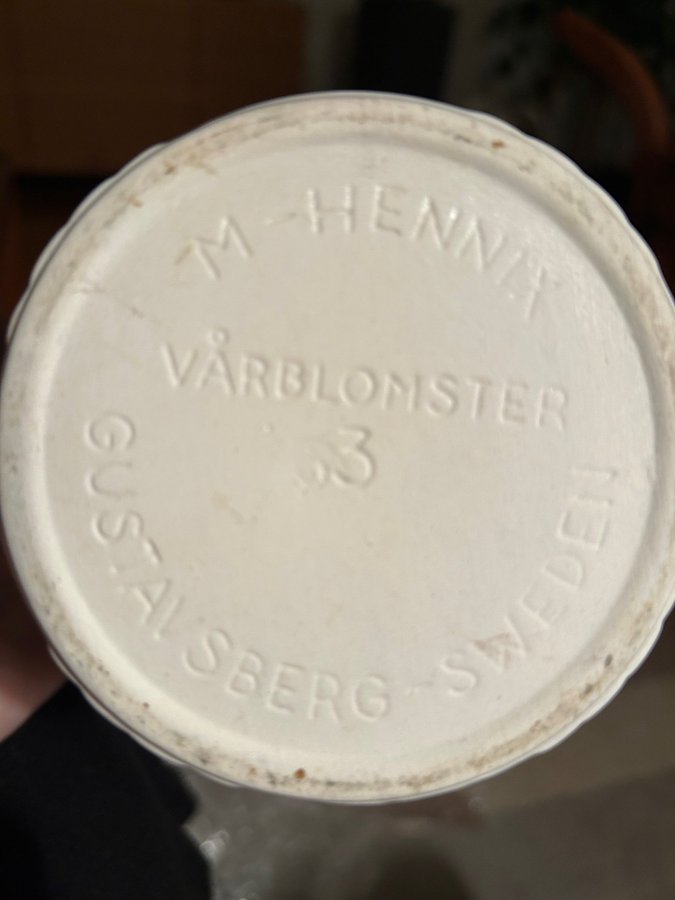 M-HENNIX
VÅRBLOMSTER
3
GUSTAVSBERG-SWEDEN